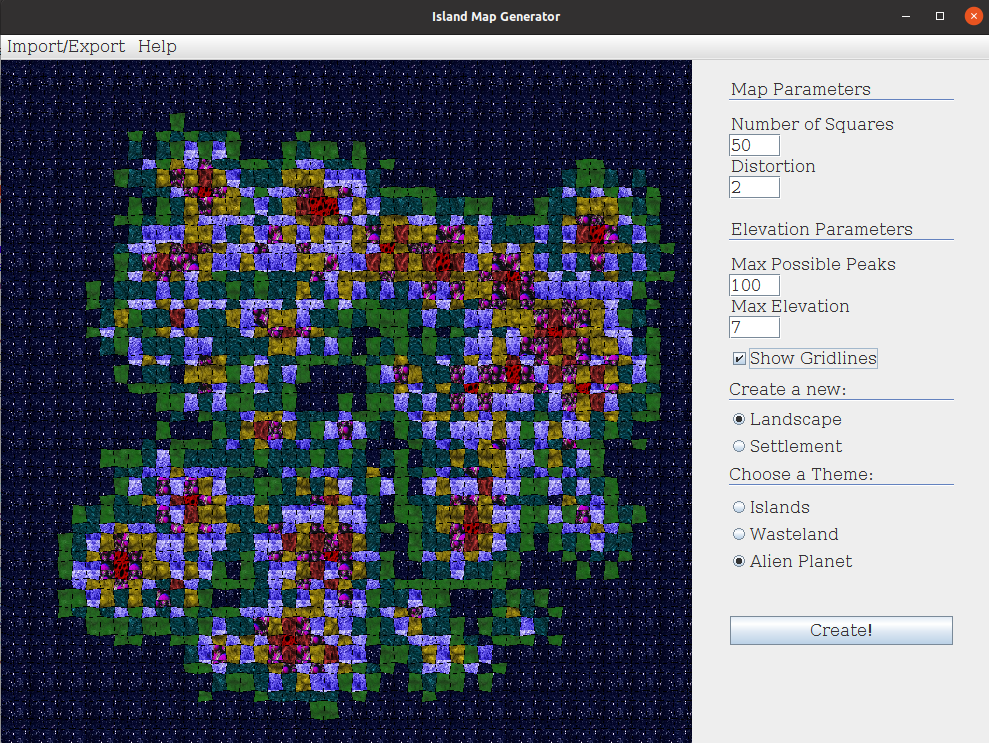 Island Map Generator
Import/Export Help
Map Parameters
Number of Squares
50
Distortion
2
Elevation Parameters
Max Possible Peaks
100
Max Elevation
7
Show Gridlines
Create a new:
Landscape
Settlement
Choose a Theme:
Islands
Wasteland
Alien Planet
Create!